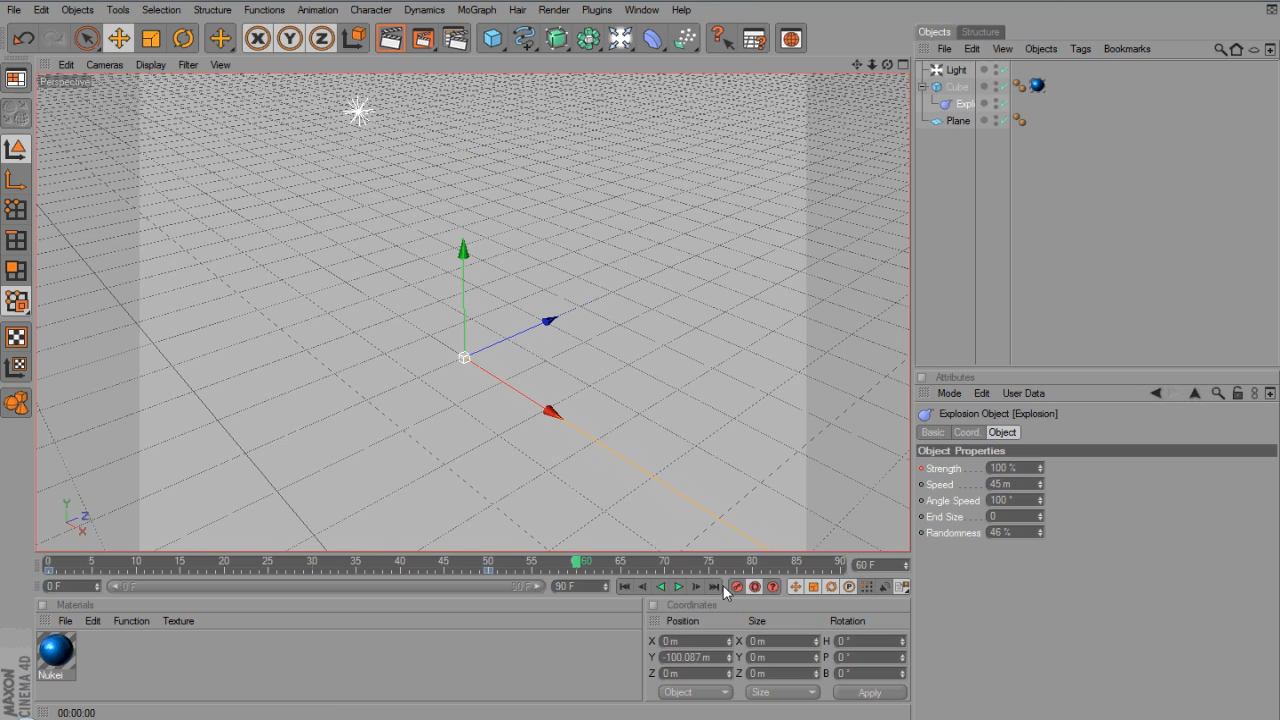 File Edit Objects Tools Selection Structure Functions Animation Character Dynamics MoGraph Hair Render Plugins Window Help
Objects Structure
File Edit View Objects Tags Bookmarks
Edit Cameras Display Filter View
Perspective
Light
Cube
Explo
Plane
Attributes
Mode Edit User Data
Explosion Object [Explosion]
Basic Coord. Object
Object Properties
Strength 100 %
Speed 45 m
Angle Speed 100 °
End Size 0
Randomness 46 %
Y
Z
X
0 5 10 15 20 25 30 35 40 45 50 55 60 65 70 75 80 85 90
60 F
0 F
0 F
90 F
90 F
Materials
File Edit Function Texture
Nukei
Coordinates
Position Size Rotation
X 0 m X 0 m H 0 °
Y -100.087 m Y 0 m P 0 °
Z 0 m Z 0 m B 0 °
Object Size Apply
MAXON
CINEMA 4D
00:00:00